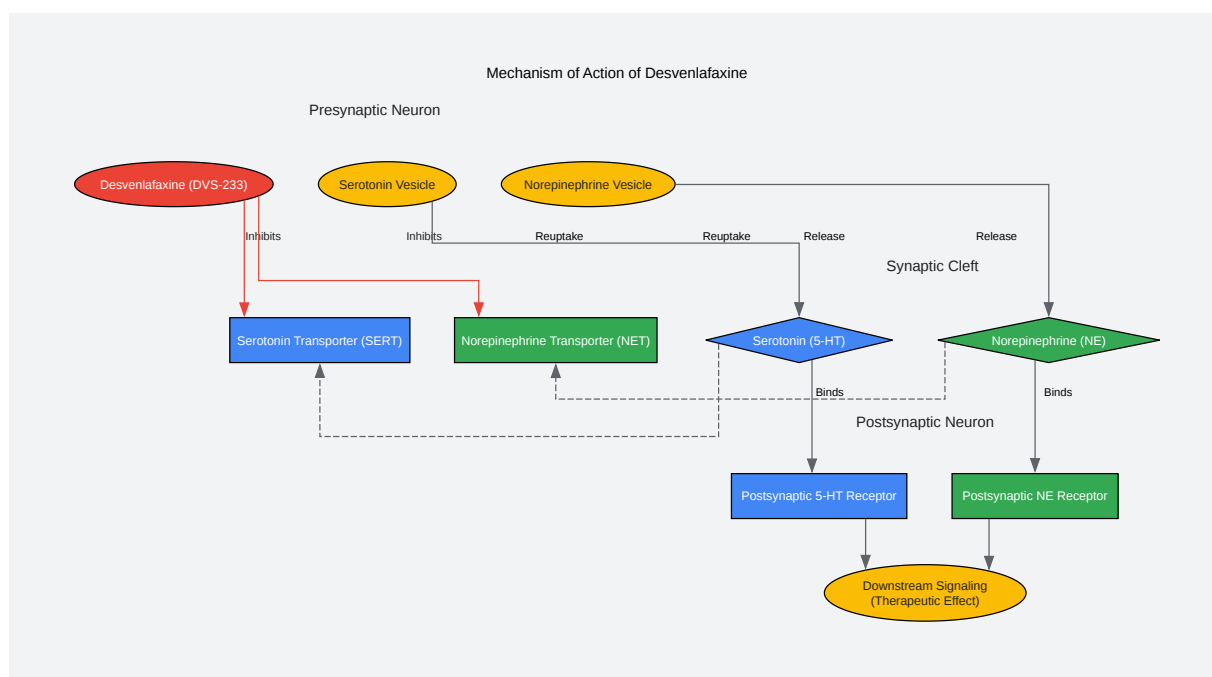 Mechanism of Action of Desvenlafaxine
Presynaptic Neuron
Desvenlafaxine (DVS-233)
Serotonin Vesicle
Norepinephrine Vesicle
Inhibits
Inhibits
Reuptake
Reuptake
Release
Release
Synaptic Cleft
Serotonin Transporter (SERT)
Norepinephrine Transporter (NET)
Serotonin (5-HT)
Norepinephrine (NE)
Binds
Binds
Postsynaptic Neuron
Postsynaptic 5-HT Receptor
Postsynaptic NE Receptor
Downstream Signaling
(Therapeutic Effect)